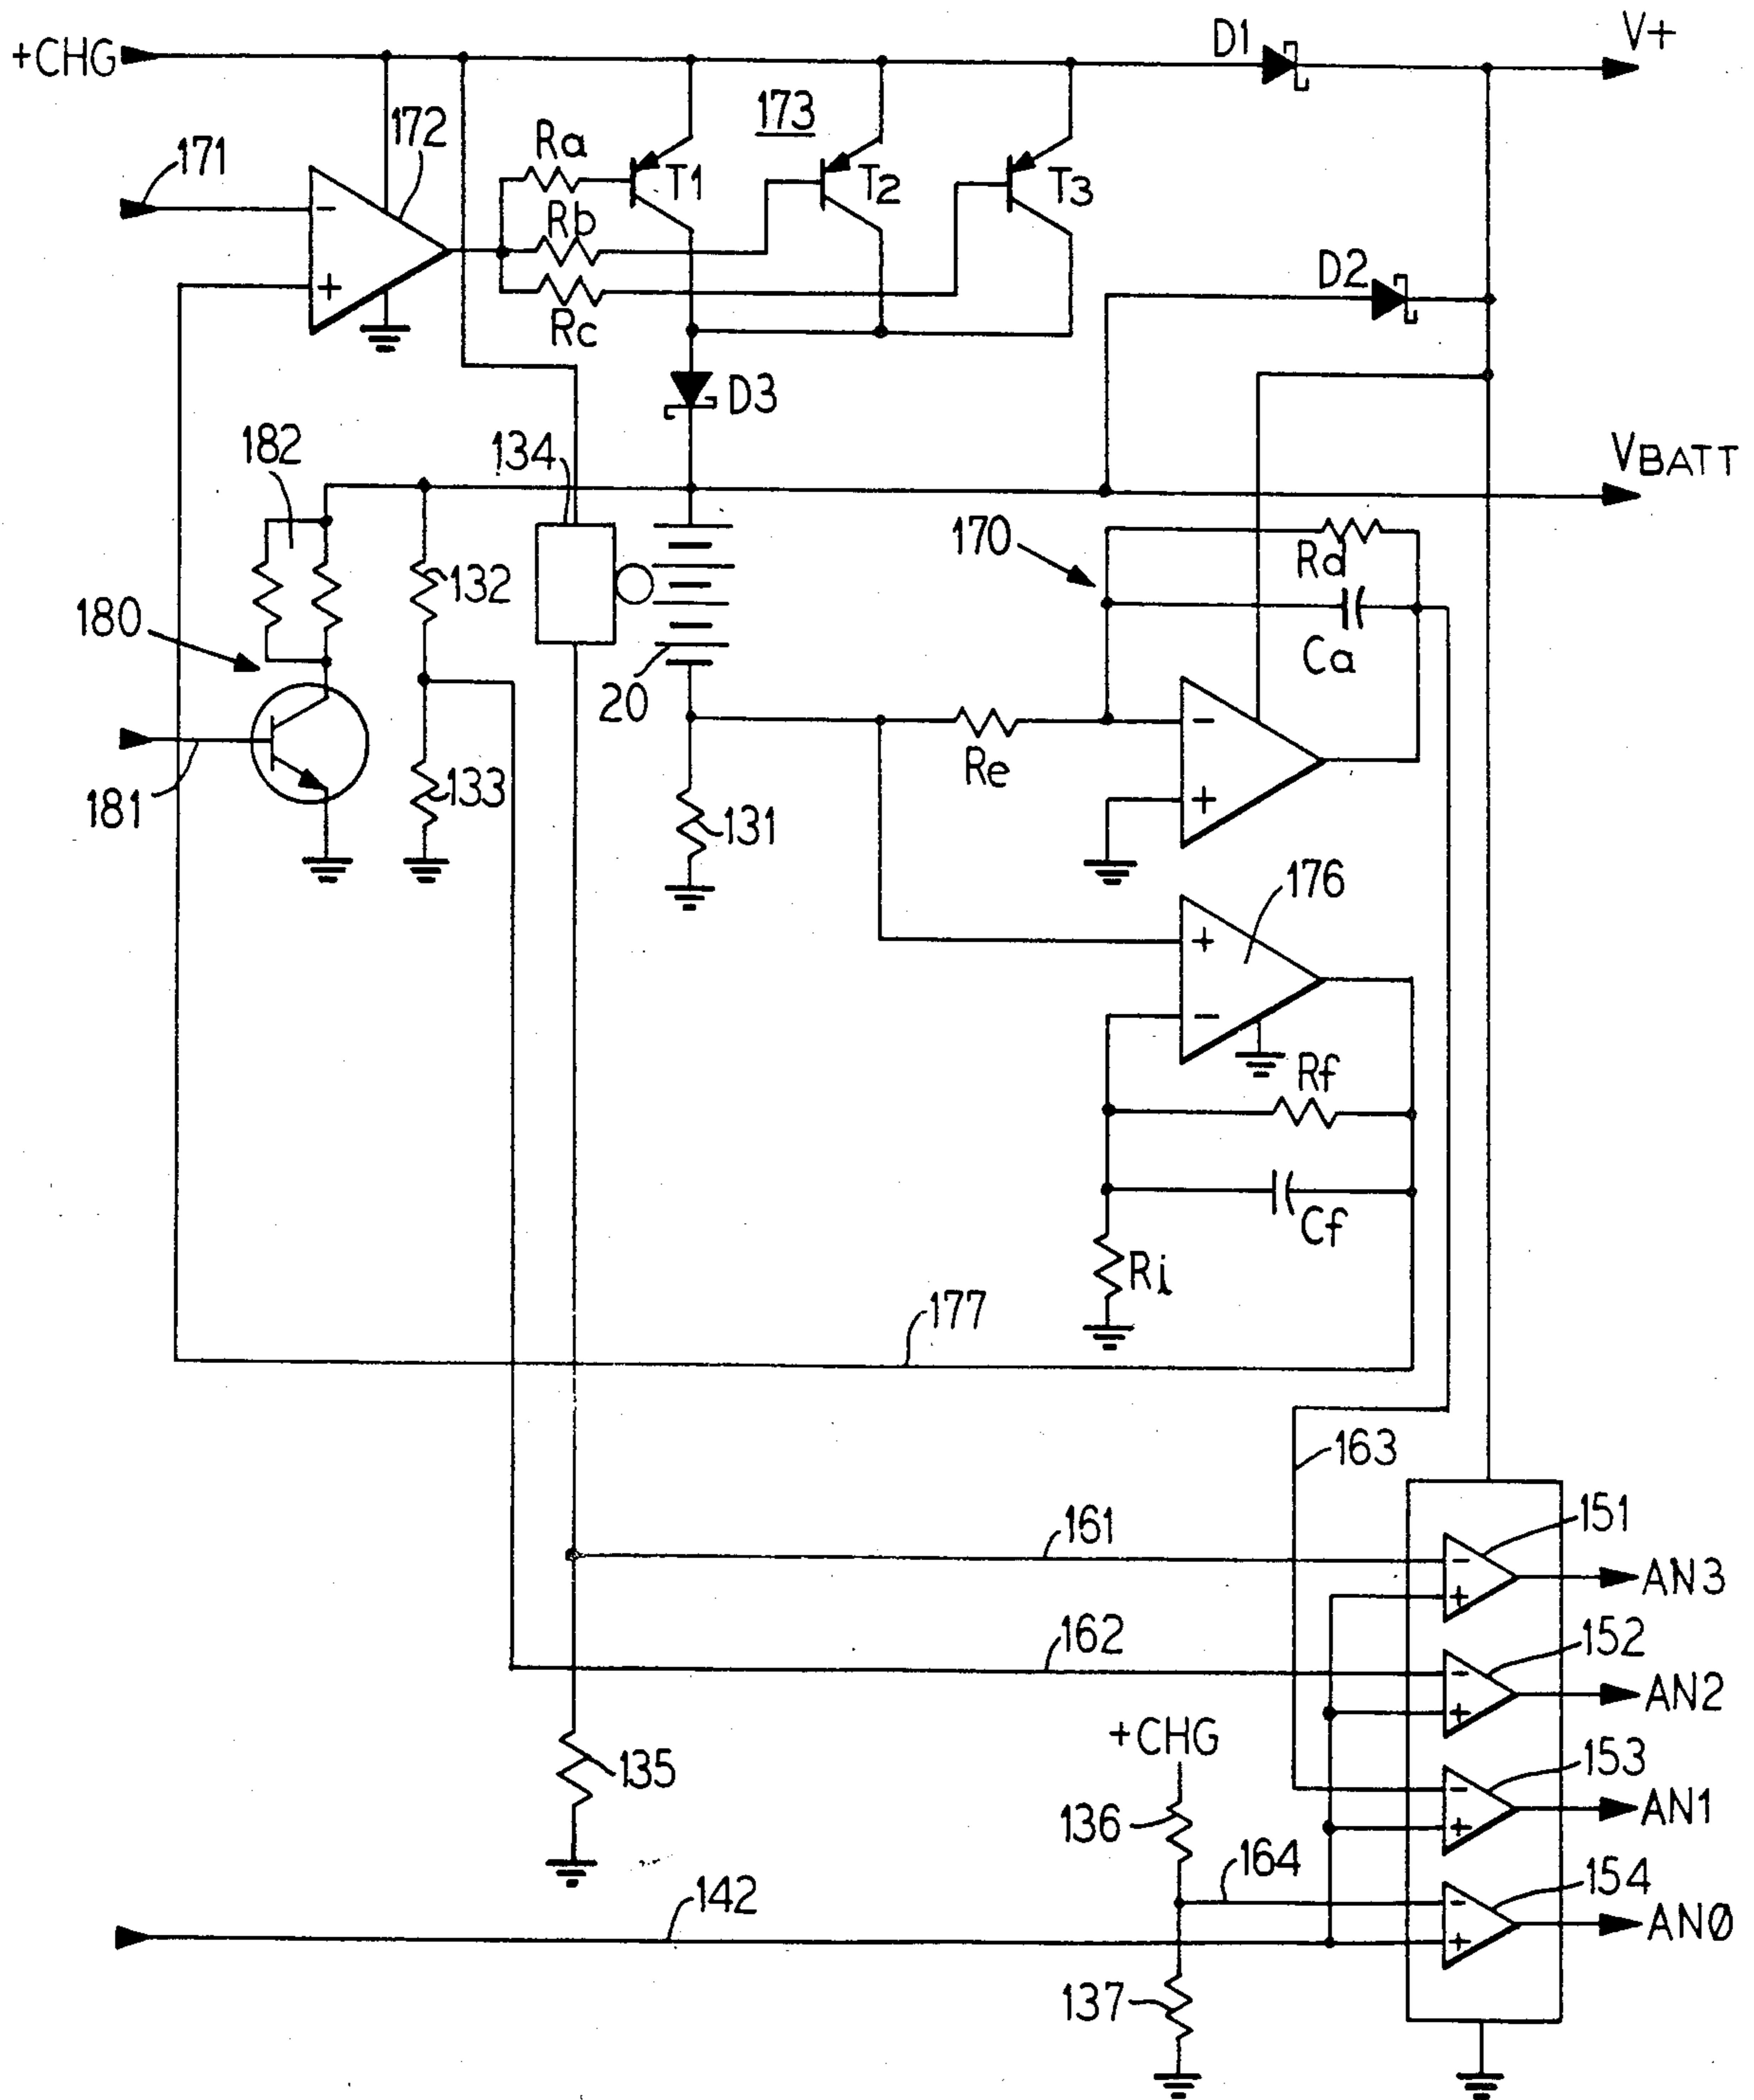 +CHG
D1
V+
171
172
173
Ra
T1
T2
T3
-
Rb
+
Rc
D2
D3
182
134
VBATT
170
Rd
132
180
Ca
20
-
Re
181
133
131
+
176
+
-
Rf
Cf
Ri
177
163
161
-
151
+
AN3
162
-
152
+
AN2
+CHG
135
-
153
+
AN1
136
164
-
154
142
+
ANØ
137